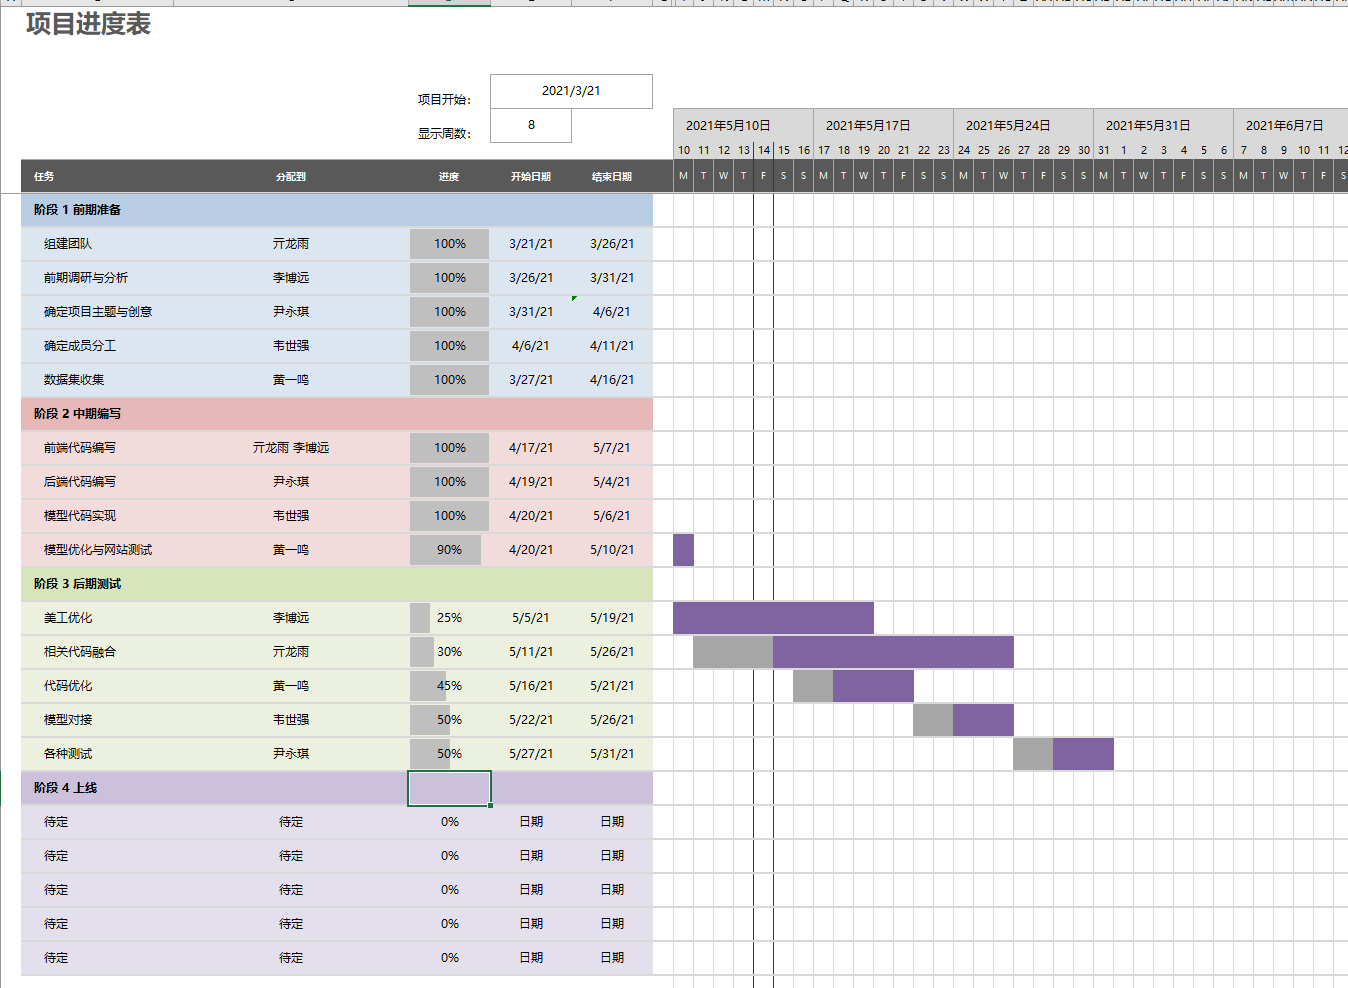 项目进度表
项目开始： 2021/3/21
显示周数： 8
2021年5月10日 2021年5月17日 2021年5月24日 2021年5月31日 2021年6月7日
10 11 12 13 14 15 16 17 18 19 20 21 22 23 24 25 26 27 28 29 30 31 1 2 3 4 5 6 7 8 9 10 11 12
任务 分配到 进度 开始日期 结束日期 M T W T F S S M T W T F S S M T W T F S S M T W T F S S M T W T F S
阶段 1 前期准备
组建团队 亓龙雨 100% 3/21/21 3/26/21
前期调研与分析 李博远 100% 3/26/21 3/31/21
确定项目主题与创意 尹永琪 100% 3/31/21 4/6/21
确定成员分工 韦世强 100% 4/6/21 4/11/21
数据集收集 黄一鸣 100% 3/27/21 4/16/21
阶段 2 中期编写
前端代码编写 亓龙雨 李博远 100% 4/17/21 5/7/21
后端代码编写 尹永琪 100% 4/19/21 5/4/21
模型代码实现 韦世强 100% 4/20/21 5/6/21
模型优化与网站测试 黄一鸣 90% 4/20/21 5/10/21
阶段 3 后期测试
美工优化 李博远 25% 5/5/21 5/19/21
相关代码融合 亓龙雨 30% 5/11/21 5/26/21
代码优化 黄一鸣 45% 5/16/21 5/21/21
模型对接 韦世强 50% 5/22/21 5/26/21
各种测试 尹永琪 50% 5/27/21 5/31/21
阶段 4 上线
待定 待定 0% 日期 日期
待定 待定 0% 日期 日期
待定 待定 0% 日期 日期
待定 待定 0% 日期 日期
待定 待定 0% 日期 日期